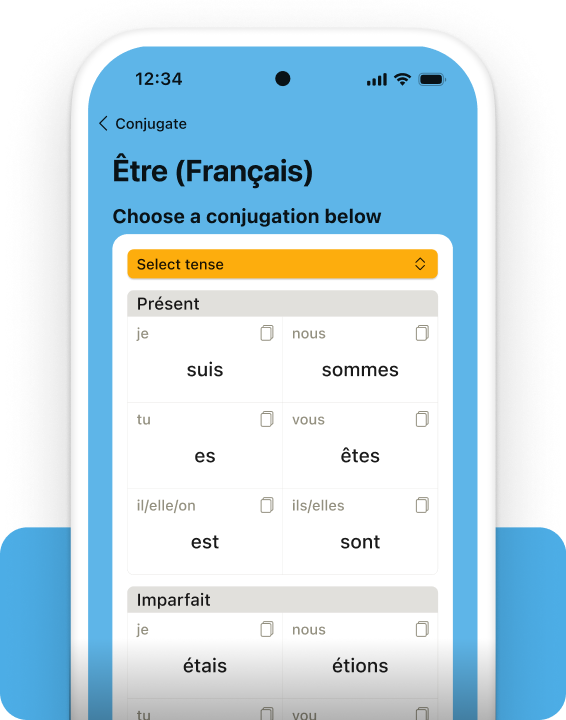 12:34
Conjugate
Être (Français)
Choose a conjugation below
Select tense
Présent
je nous
suis sommes
tu vous
es êtes
il/elle/on ils/elles
est sont
Imparfait
je nous
étais étions
tu vou